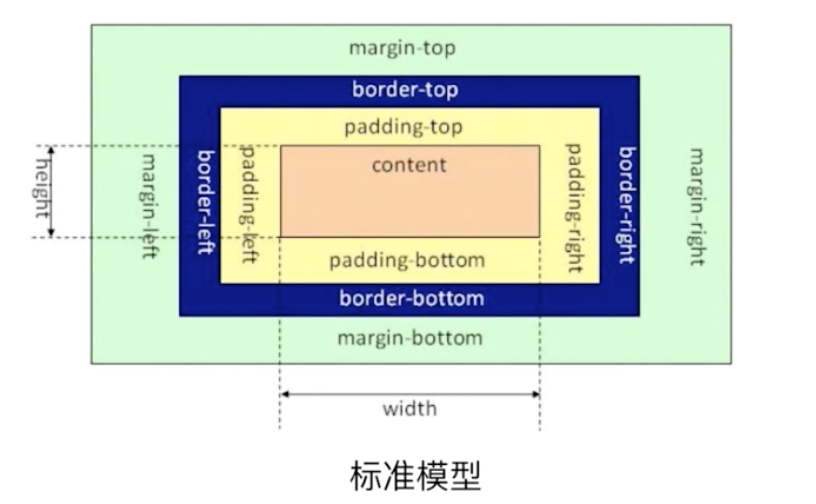 margin-top
border-top
padding-top
content
height
margin-left
border-left
padding-left
padding-right
border-right
margin-right
padding-bottom
border-bottom
margin-bottom
width
标准模型